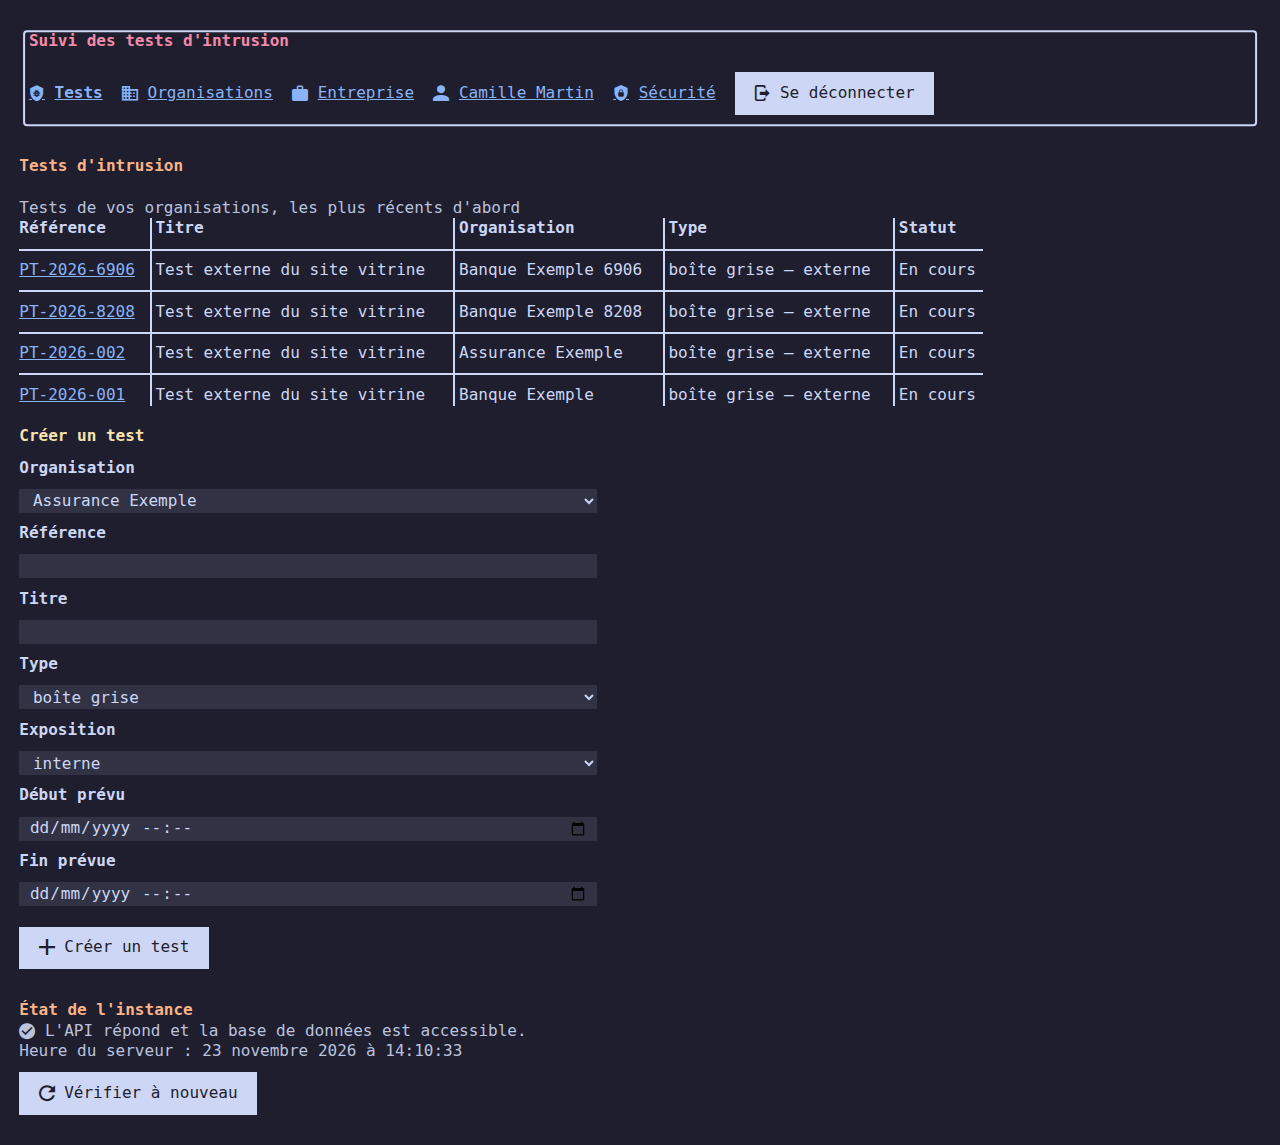 Suivi des tests d'intrusion
Tests Organisations Entreprise Camille Martin Sécurité Se déconnecter
Tests d'intrusion
Tests de vos organisations, les plus récents d'abord
Référence Titre Organisation Type Statut
PT-2026-6906 Test externe du site vitrine Banque Exemple 6906 boîte grise — externe En cours
PT-2026-8208 Test externe du site vitrine Banque Exemple 8208 boîte grise — externe En cours
PT-2026-002 Test externe du site vitrine Assurance Exemple boîte grise — externe En cours
PT-2026-001 Test externe du site vitrine Banque Exemple boîte grise — externe En cours
Créer un test
Organisation
Assurance Exemple
Référence
Titre
Type
boîte grise
Exposition
interne
Début prévu
dd/mm/yyyy --:--
Fin prévue
dd/mm/yyyy --:--
Créer un test
État de l'instance
L'API répond et la base de données est accessible.
Heure du serveur : 23 novembre 2026 à 14:10:33
Vérifier à nouveau